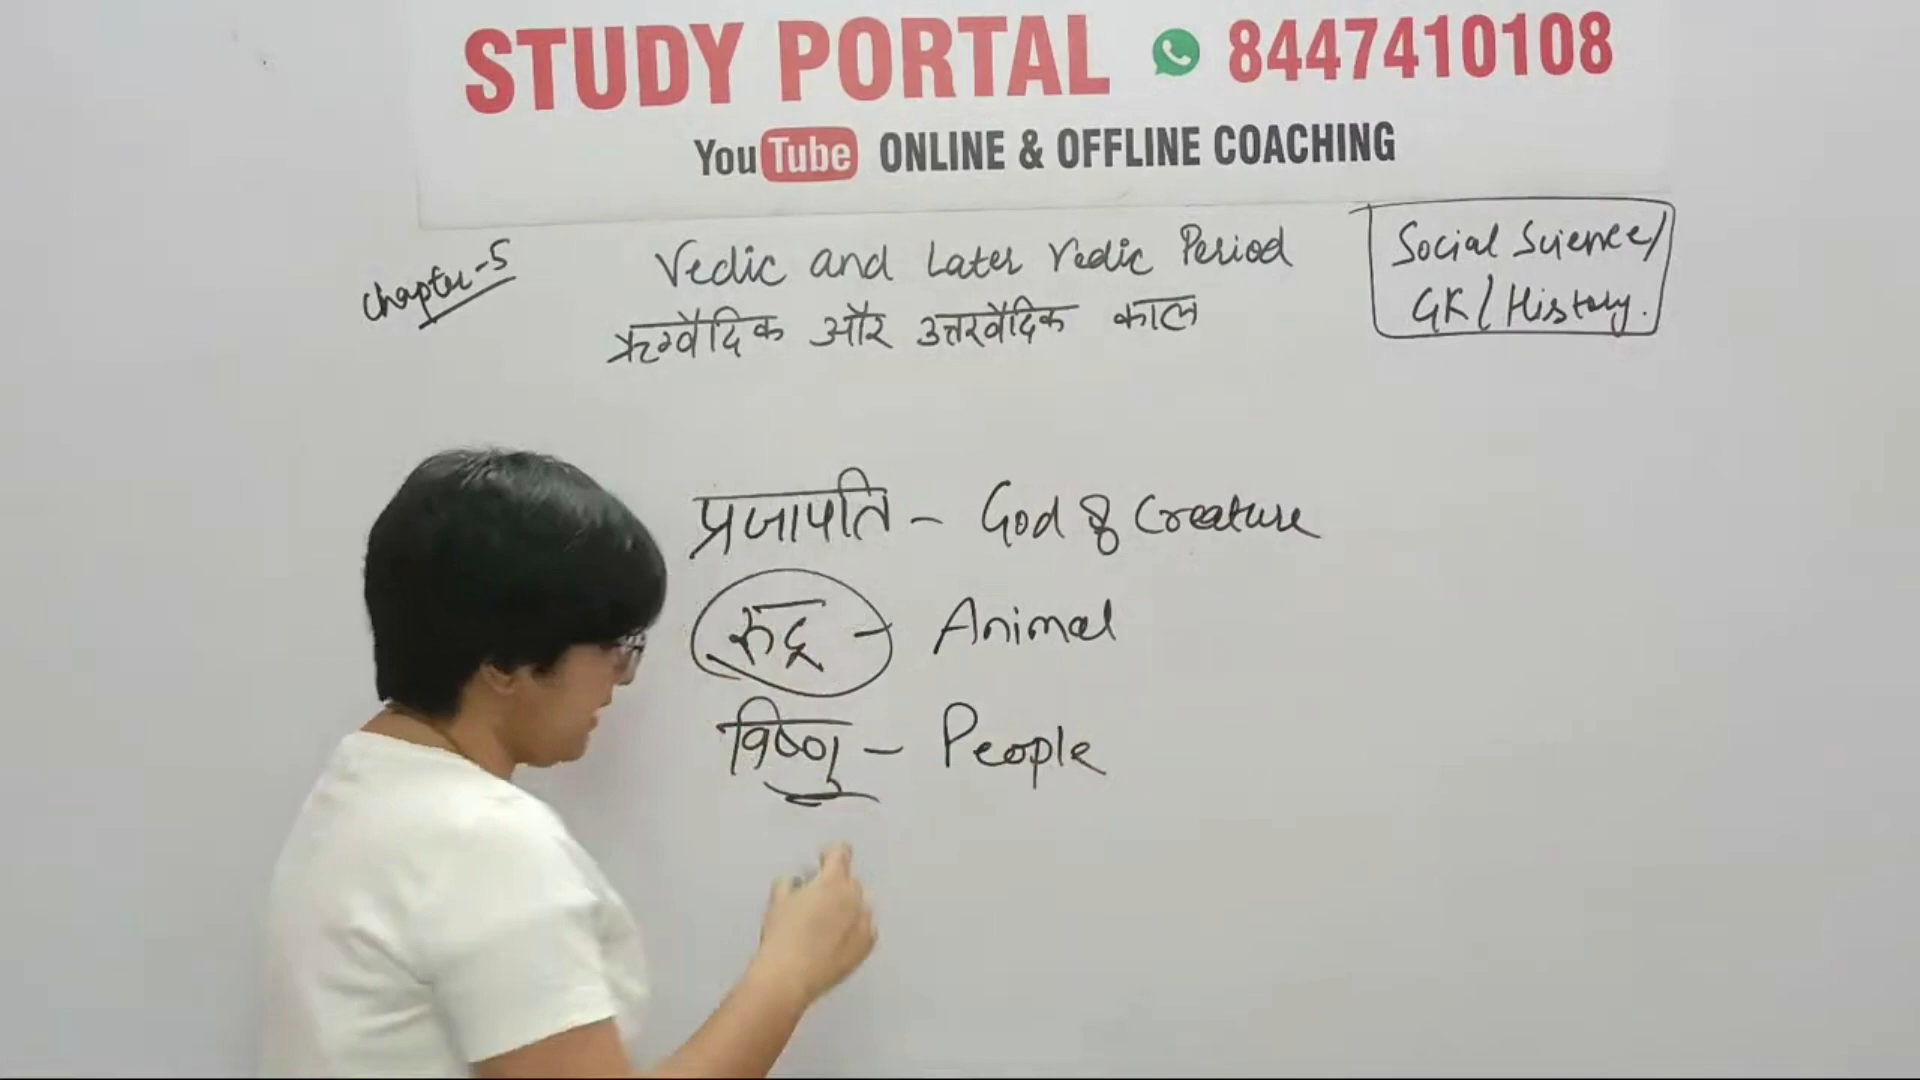 STUDY PORTAL 8447410108
YouTube ONLINE & OFFLINE COACHING
Chapter-5
Vedic and Later Vedic Period
ऋग्वैदिक और उत्तरवैदिक काल
Social Science/
GK/History.
प्रजापति - God & Creature
रूद्र - Animal
विष्णु - People